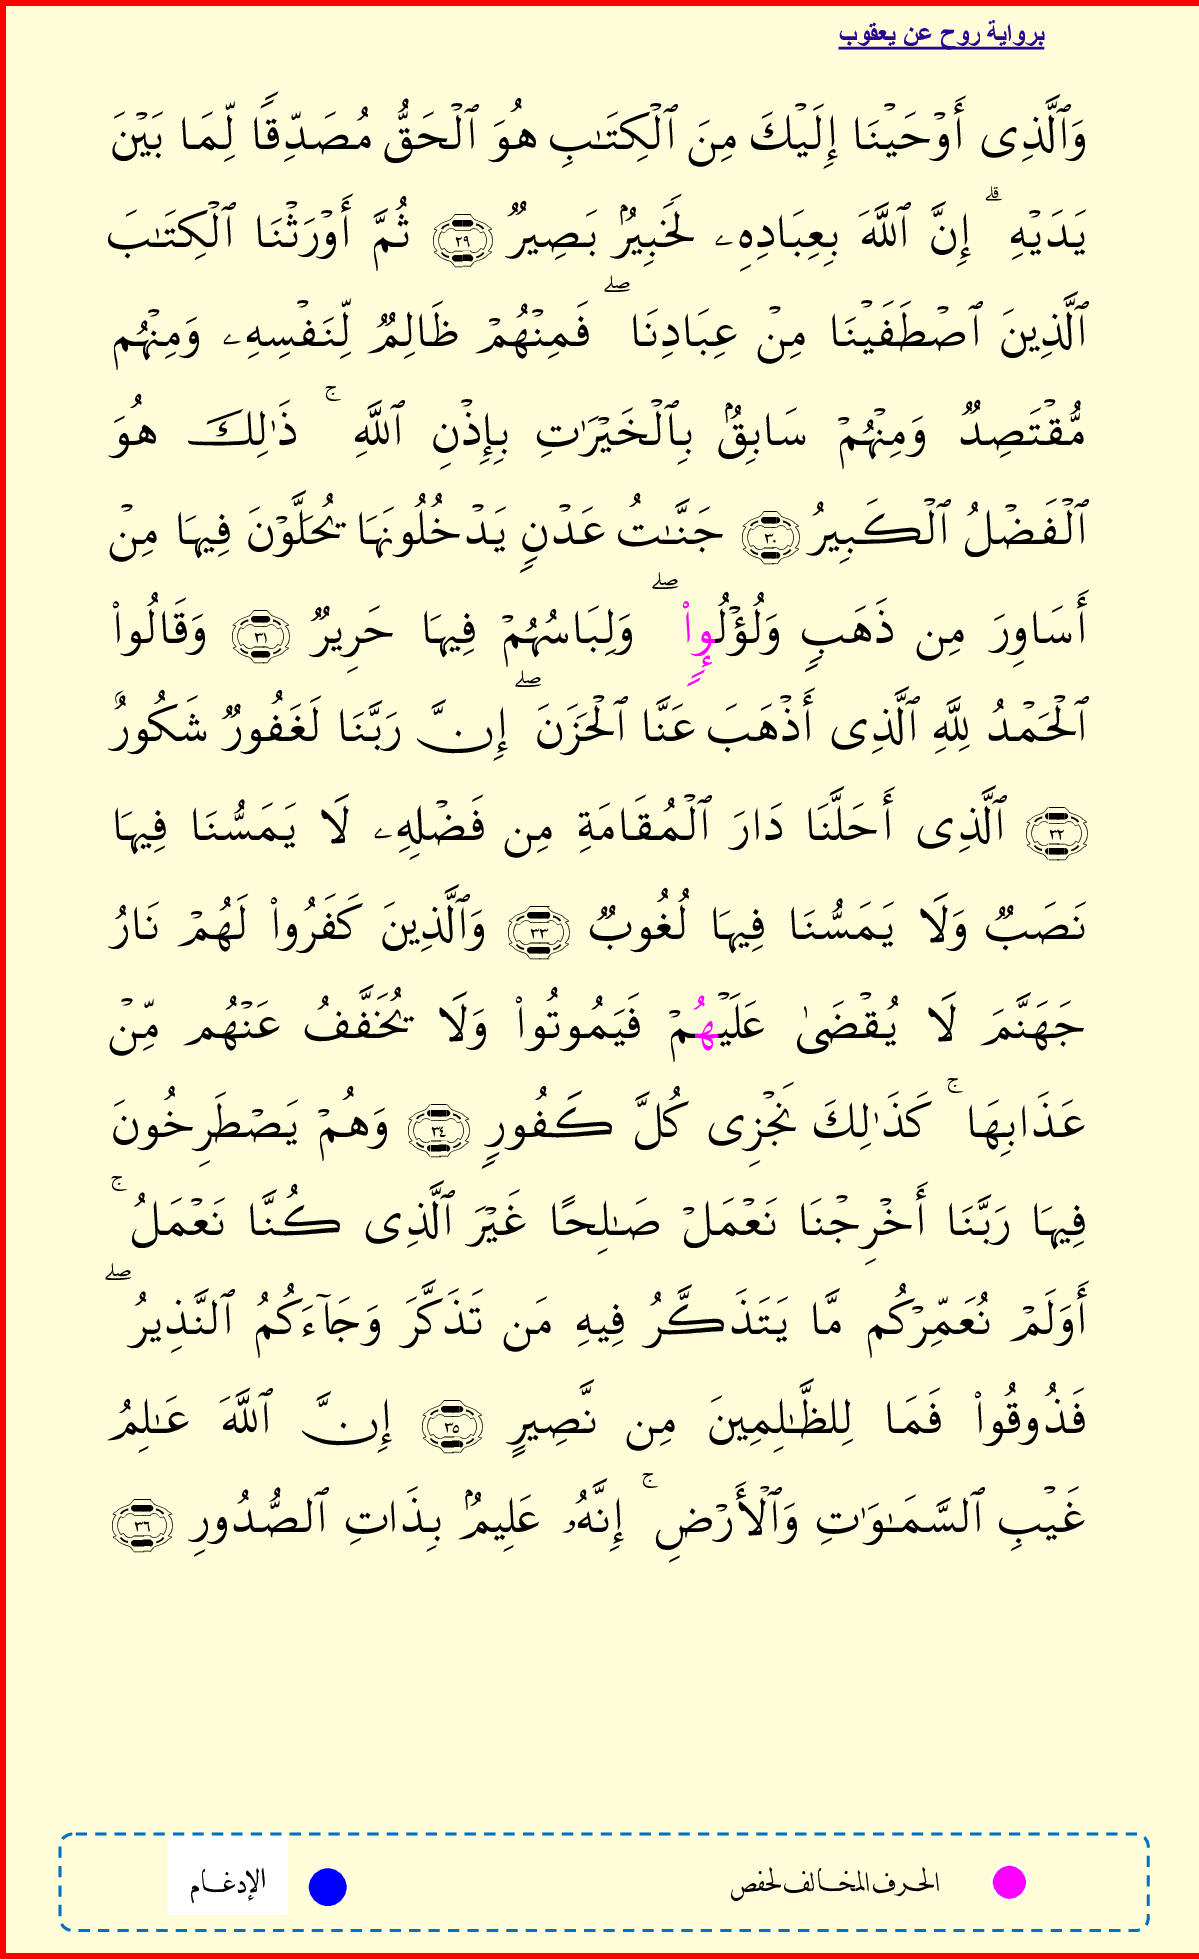 برواية روح عن يعقوب
وَٱلَّذِىٓ أَوۡحَيۡنَآ إِلَيۡكَ مِنَ ٱلۡكِتَـٰبِ هُوَ ٱلۡحَقُّ مُصَدِّقࣰا لِّمَا بَيۡنَ
يَدَيۡهِۗ إِنَّ ٱللَّهَ بِعِبَادِهِۦ لَخَبِيرُۢ بَصِيرࣱ ٢٩ ثُمَّ أَوۡرَثۡنَا ٱلۡكِتَـٰبَ
ٱلَّذِينَ ٱصۡطَفَيۡنَا مِنۡ عِبَادِنَاۖ فَمِنۡهُمۡ ظَالِمࣱ لِّنَفۡسِهِۦ وَمِنۡهُم
مُّقۡتَصِدࣱ وَمِنۡهُمۡ سَابِقُۢ بِٱلۡخَيۡرَٰتِ بِإِذۡنِ ٱللَّهِۚ ذَٰلِكَ هُوَ
ٱلۡفَضۡلُ ٱلۡكَبِيرُ ٣٠ جَنَّـٰتُ عَدۡنࣲ يَدۡخُلُونَهَا يُحَلَّوۡنَ فِيهَا مِنۡ
أَسَاوِرَ مِن ذَهَبࣲ وَلُؤۡلُؤࣲاۖ وَلِبَاسُهُمۡ فِيهَا حَرِيرࣱ ٣١ وَقَالُواْ
ٱلۡحَمۡدُ لِلَّهِ ٱلَّذِىٓ أَذۡهَبَ عَنَّا ٱلۡحَزَنَۖ إِنَّ رَبَّنَا لَغَفُورࣱ شَكُورٌ
٣٢ ٱلَّذِىٓ أَحَلَّنَا دَارَ ٱلۡمُقَامَةِ مِن فَضۡلِهِۦ لَا يَمَسُّنَا فِيهَا
نَصَبࣱ وَلَا يَمَسُّنَا فِيهَا لُغُوبࣱ ٣٣ وَٱلَّذِينَ كَفَرُواْ لَهُمۡ نَارُ
جَهَنَّمَ لَا يُقۡضَىٰ عَلَيۡهُمۡ فَيَمُوتُواْ وَلَا يُخَفَّفُ عَنۡهُم مِّنۡ
عَذَابِهَاۚ كَذَٰلِكَ نَجۡزِى كُلَّ كَفُورࣲ ٣٤ وَهُمۡ يَصۡطَرِخُونَ
فِيهَا رَبَّنَآ أَخۡرِجۡنَا نَعۡمَلۡ صَـٰلِحًا غَيۡرَ ٱلَّذِى كُنَّا نَعۡمَلُۚ
أَوَلَمۡ نُعَمِّرۡكُم مَّا يَتَذَكَّرُ فِيهِ مَن تَذَكَّرَ وَجَآءَكُمُ ٱلنَّذِيرُۖ
فَذُوقُواْ فَمَا لِلظَّـٰلِمِينَ مِن نَّصِيرٍ ٣٥ إِنَّ ٱللَّهَ عَـٰلِمُ
غَيۡبِ ٱلسَّمَـٰوَٰتِ وَٱلۡأَرۡضِۚ إِنَّهُۥ عَلِيمُۢ بِذَاتِ ٱلصُّدُورِ ٣٦
الحرف المخالف لحفص
الإدغام